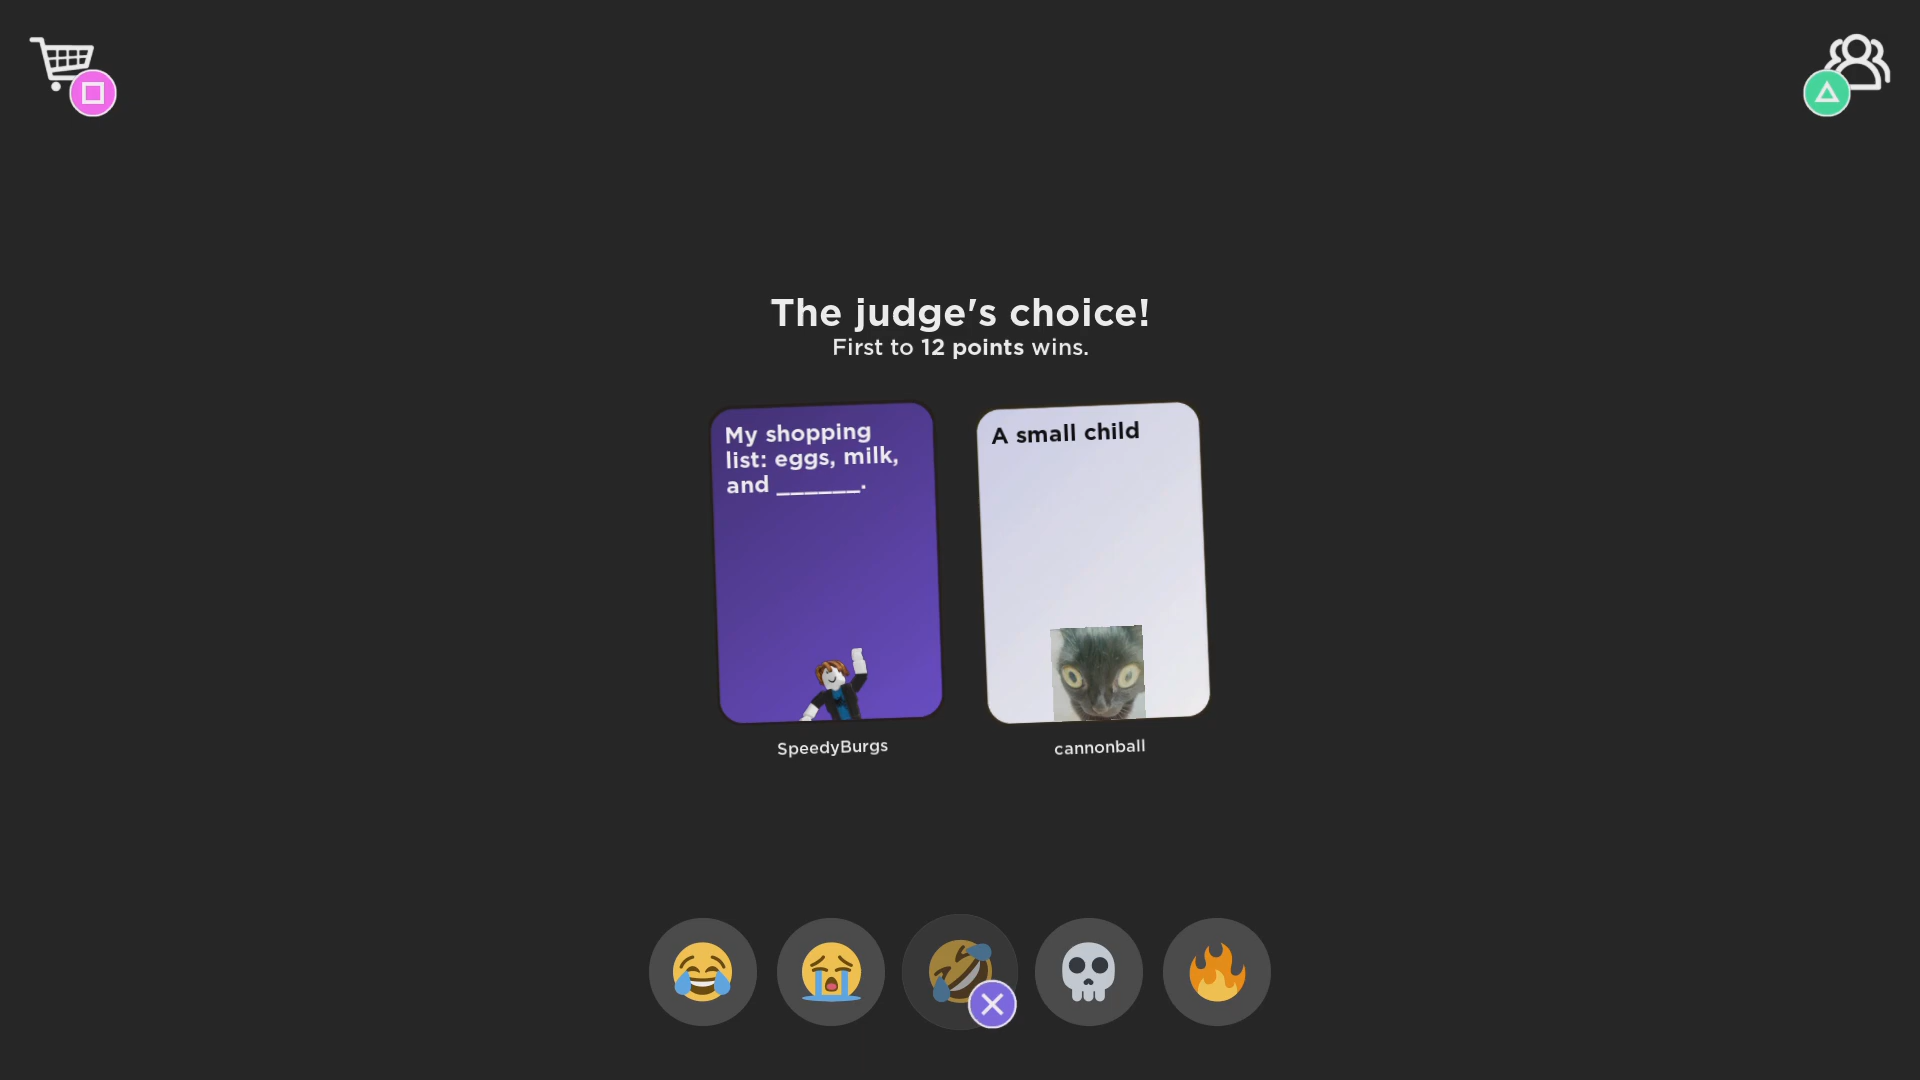 The judge's choice!
First to 12 points wins.
My shopping
list: eggs, milk,
and ______.
A small child
SpeedyBurgs
cannonball